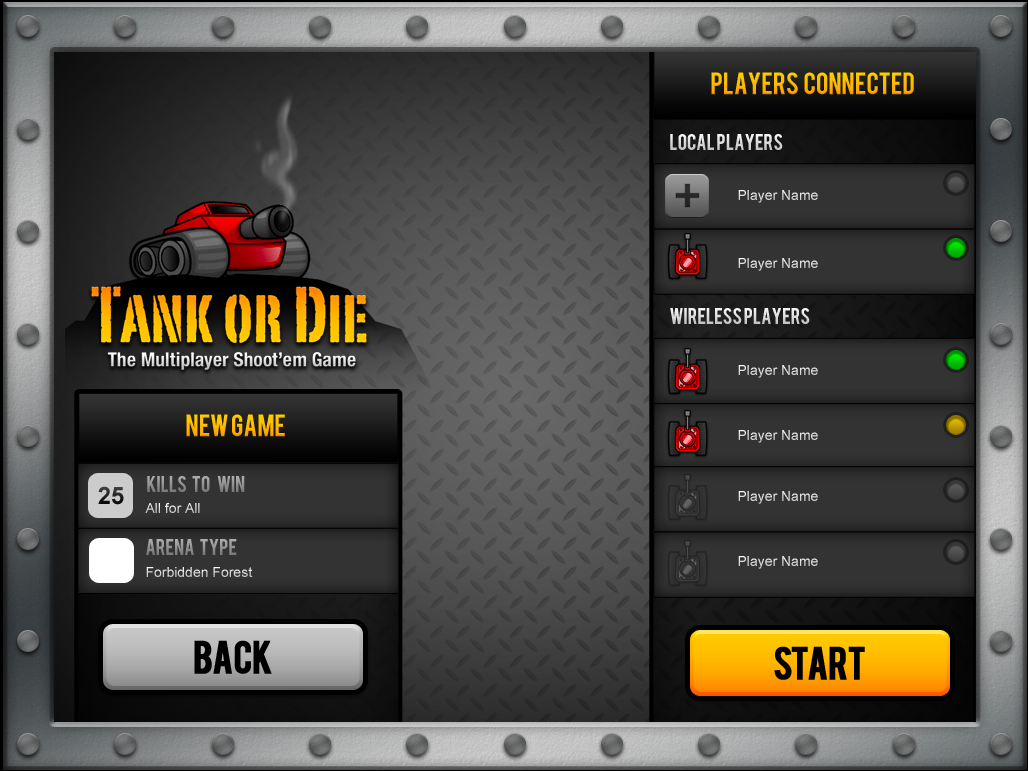 TANK OR DIE
The Multiplayer Shoot'em Game
NEW GAME
25
KILLS TO WIN
All for All
ARENA TYPE
Forbidden Forest
BACK
PLAYERS CONNECTED
LOCAL PLAYERS
Player Name
Player Name
WIRELESS PLAYERS
Player Name
Player Name
Player Name
Player Name
START